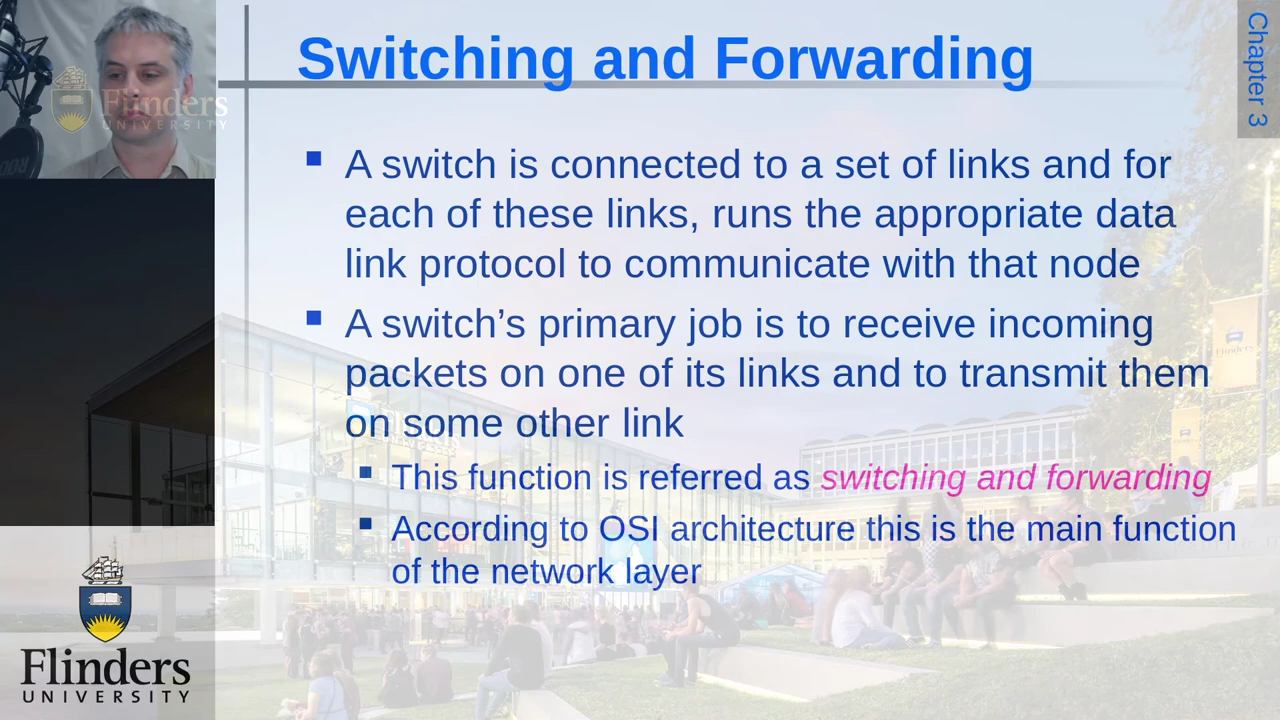 Switching and Forwarding
Chapter 3
Flinders
UNIVERSITY
A switch is connected to a set of links and for
each of these links, runs the appropriate data
link protocol to communicate with that node
A switch’s primary job is to receive incoming
packets on one of its links and to transmit them
on some other link
This function is referred as switching and forwarding
According to OSI architecture this is the main function
of the network layer
Flinders
Flinders
UNIVERSITY